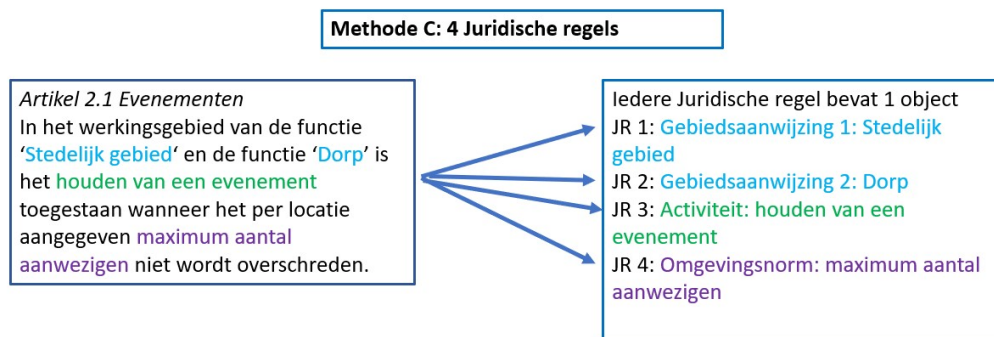 Methode C: 4 Juridische regels
Artikel 2.1 Evenementen
In het werkingsgebied van de functie
‘Stedelijk gebied‘ en de functie ‘Dorp’ is
het houden van een evenement
toegestaan wanneer het per locatie
aangegeven maximum aantal
aanwezigen niet wordt overschreden.
Iedere Juridische regel bevat 1 object
JR 1: Gebiedsaanwijzing 1: Stedelijk
gebied
JR 2: Gebiedsaanwijzing 2: Dorp
JR 3: Activiteit: houden van een
evenement
JR 4: Omgevingsnorm: maximum aantal
aanwezigen